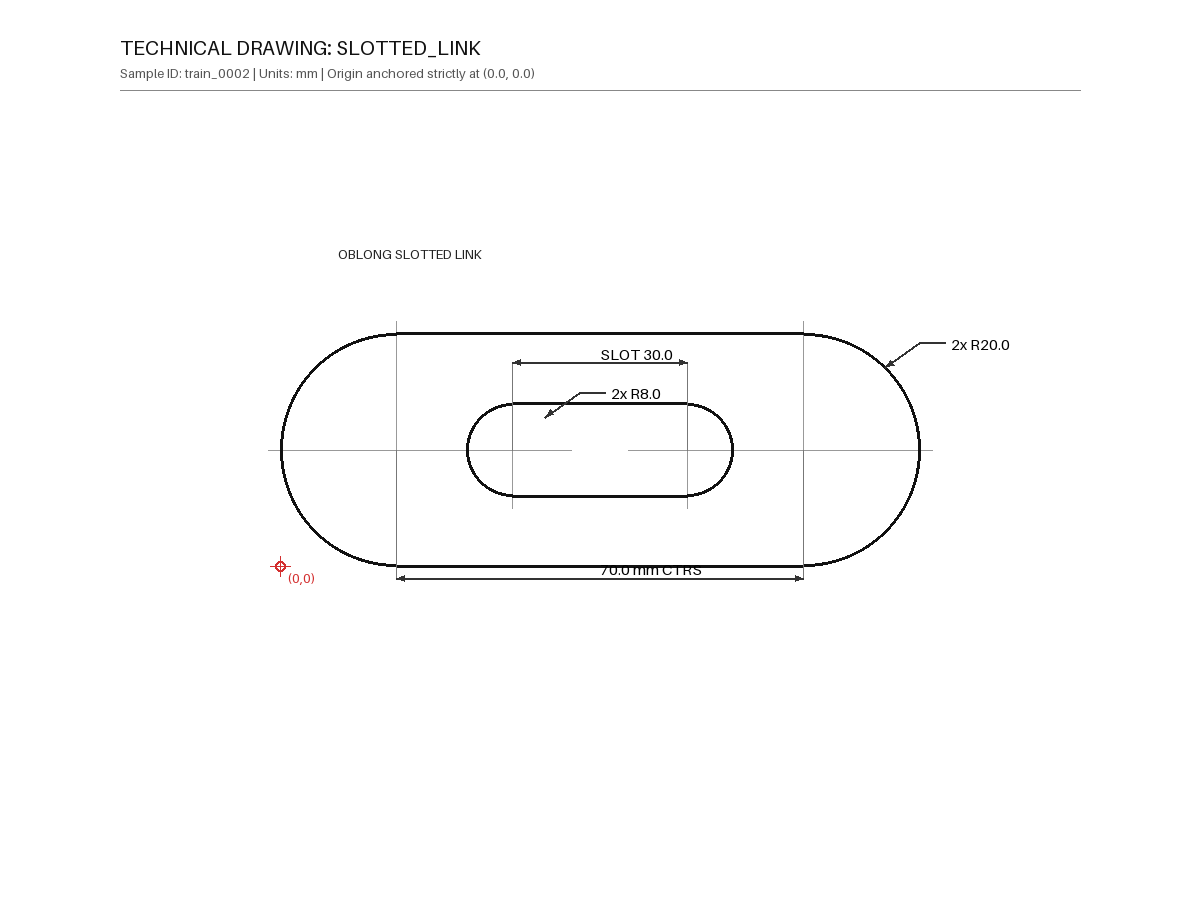 TECHNICAL DRAWING: SLOTTED_LINK
Sample ID: train_0002 | Units: mm | Origin anchored strictly at (0.0, 0.0)
OBLONG SLOTTED LINK
2x R20.0
SLOT 30.0
2x R8.0
70.0 mm CTRS
(0,0)